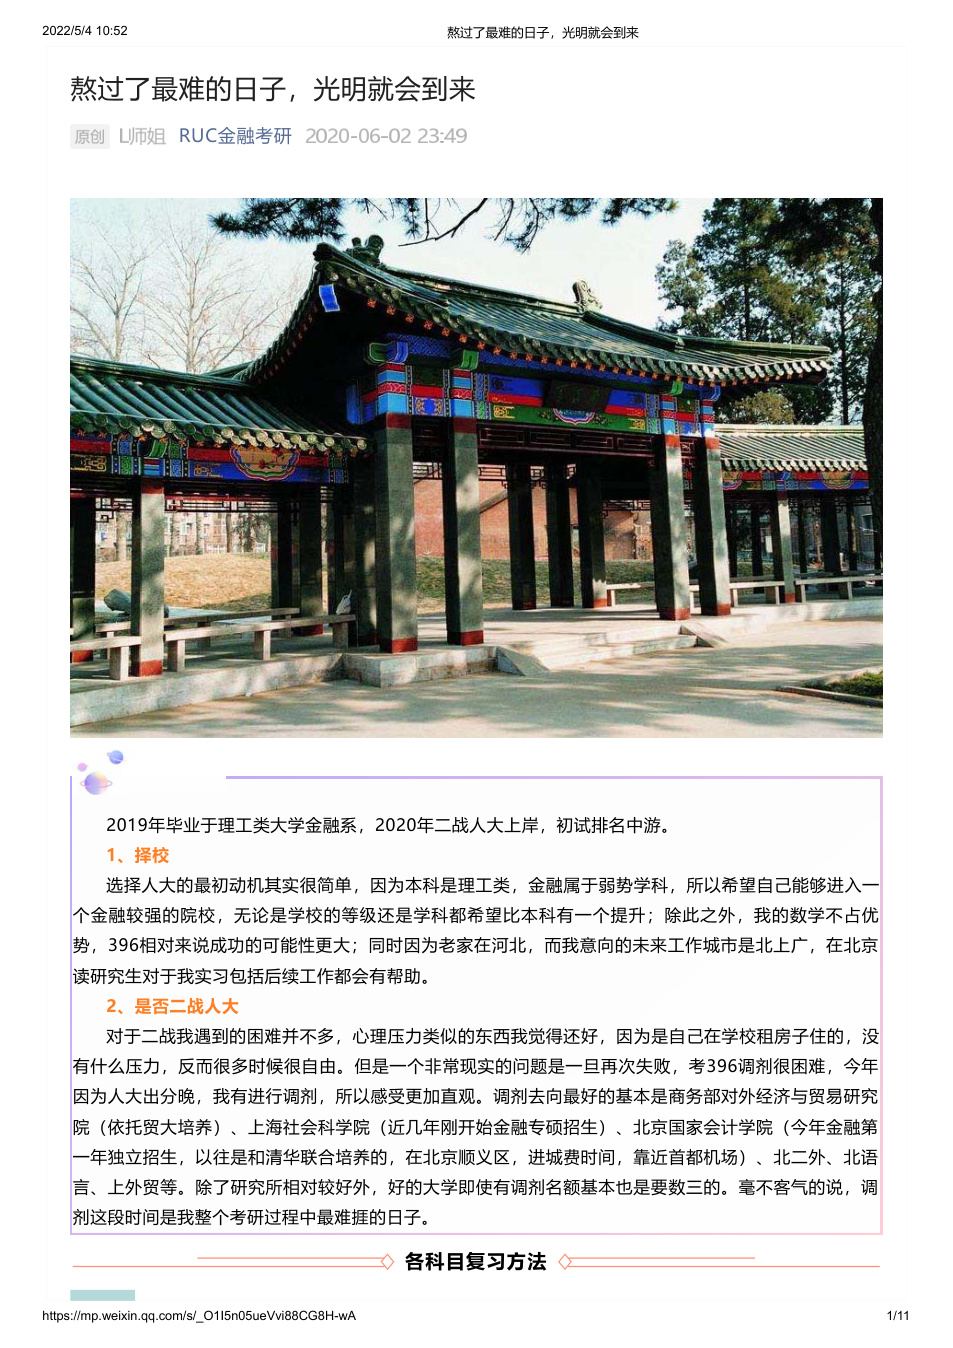 2022/5/4 10:52
熬过了最难的日子，光明就会到来
熬过了最难的日子，光明就会到来
原创 L师姐 RUC金融考研 2020-06-02 23:49
2019年毕业于理工类大学金融系，2020年二战人大上岸，初试排名中游。
1、择校
选择人大的最初动机其实很简单，因为本科是理工类，金融属于弱势学科，所以希望自己能够进入一
个金融较强的院校，无论是学校的等级还是学科都希望比本科有一个提升；除此之外，我的数学不占优
势，396相对来说成功的可能性更大；同时因为老家在河北，而我意向的未来工作城市是北上广，在北京
读研究生对于我实习包括后续工作都会有帮助。
2、是否二战人大
对于二战我遇到的困难并不多，心理压力类似的东西我觉得还好，因为是自己在学校租房子住的，没
有什么压力，反而很多时候很自由。但是一个非常现实的问题是一旦再次失败，考396调剂很困难，今年
因为人大出分晚，我有进行调剂，所以感受更加直观。调剂去向最好的基本是商务部对外经济与贸易研究
院（依托贸大培养）、上海社会科学院（近几年刚开始金融专硕招生）、北京国家会计学院（今年金融第
一年独立招生，以往是和清华联合培养的，在北京顺义区，进城费时间，靠近首都机场）、北二外、北语
言、上外贸等。除了研究所相对较好外，好的大学即使有调剂名额基本也是要数三的。毫不客气的说，调
剂这段时间是我整个考研过程中最难捱的日子。
各科目复习方法
https://mp.weixin.qq.com/s/_O1I5n05ueVvi88CG8H-wA
1/11